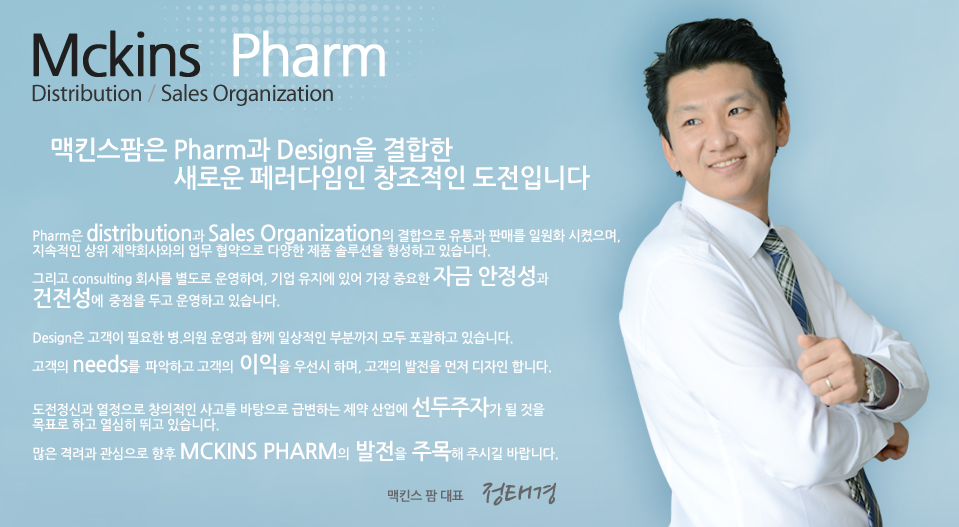 Mckins Pharm
Distribution / Sales Organization
맥킨스팜은 Pharm과 Design을 결합한
새로운 페러다임인 창조적인 도전입니다
Pharm은 distribution과 Sales Organization의 결합으로 유통과 판매를 일원화 시켰으며,
지속적인 상위 제약회사와의 업무 협약으로 다양한 제품 솔루션을 형성하고 있습니다.
그리고 consulting 회사를 별도로 운영하여, 기업 유지에 있어 가장 중요한 자금 안정성과
건전성에 중점을 두고 운영하고 있습니다.
Design은 고객이 필요한 병,의원 운영과 함께 일상적인 부분까지 모두 포괄하고 있습니다.
고객의 needs를 파악하고 고객의 이익을 우선시 하며, 고객의 발전을 먼저 디자인 합니다.
도전정신과 열정으로 창의적인 사고를 바탕으로 급변하는 제약 산업에 선두주자가 될 것을
목표로 하고 열심히 뛰고 있습니다.
많은 격려과 관심으로 향후 MCKINS PHARM의 발전을 주목해 주시길 바랍니다.
맥킨스 팜 대표 정태경